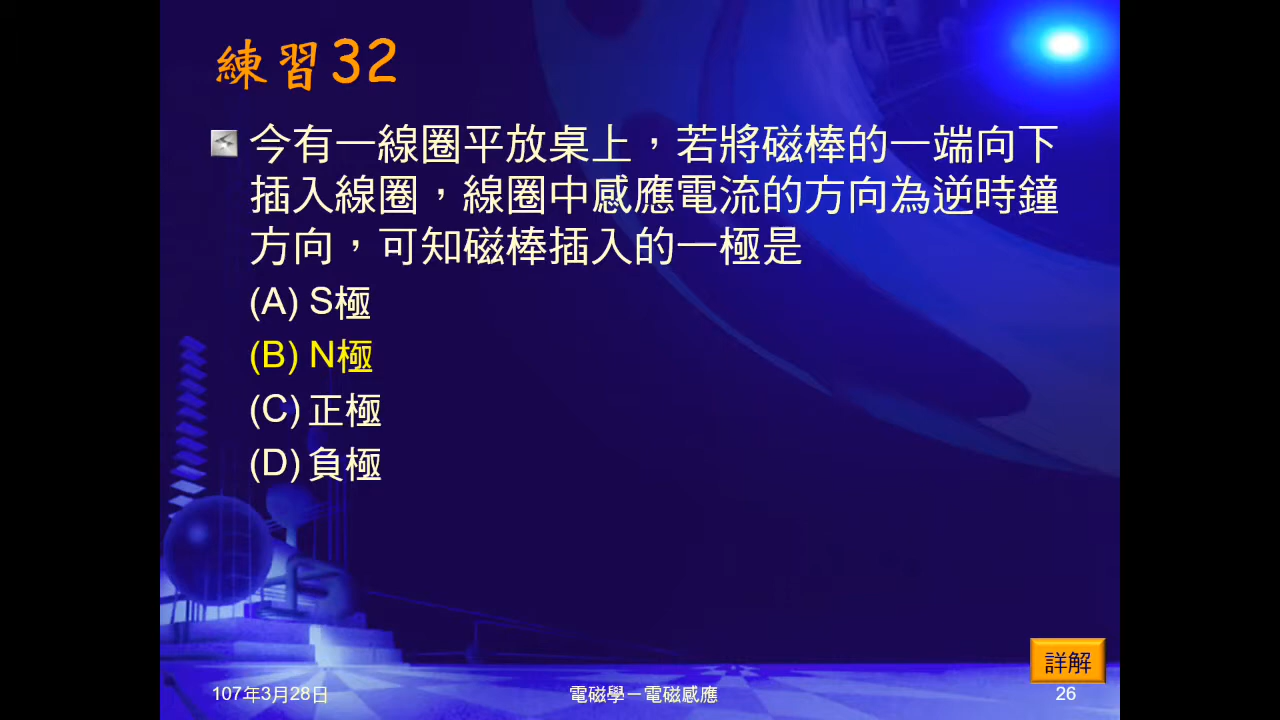 練習32
今有一線圈平放桌上，若將磁棒的一端向下
插入線圈，線圈中感應電流的方向為逆時鐘
方向，可知磁棒插入的一極是
(A) S極
(B) N極
(C) 正極
(D) 負極
詳解
107年3月28日
電磁學－電磁感應
26